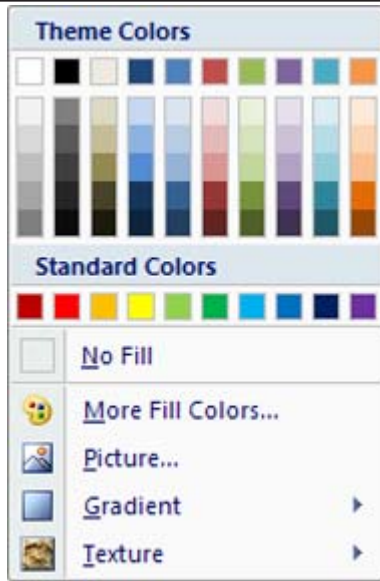 Theme Colors
Standard Colors
No Fill
More Fill Colors...
Picture...
Gradient
Texture